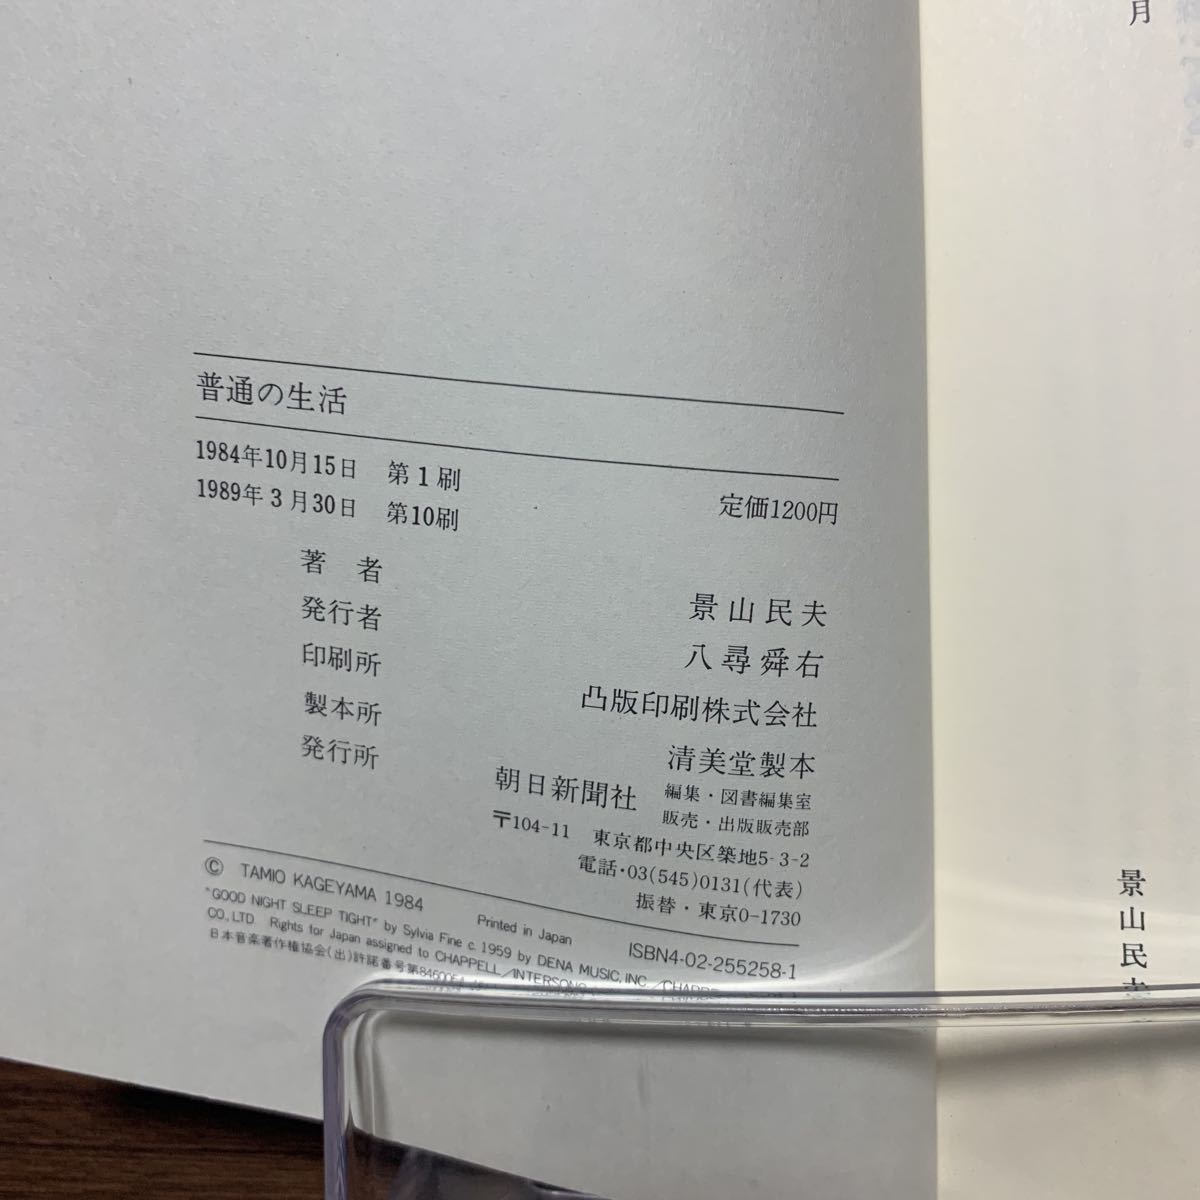 月
普通の生活
1984年10月15日 第1刷
1989年3月30日 第10刷
定価1200円
著者 景山民夫
発行者 八尋舜右
印刷所 凸版印刷株式会社
製本所 清美堂製本
発行所 朝日新聞社
編集・図書編集室
販売・出版販売部
〒104-11 東京都中央区築地5-3-2
電話・03(545)0131(代表)
振替・東京0-1730
© TAMIO KAGEYAMA 1984 Printed in Japan ISBN4-02-255258-1
"GOOD NIGHT SLEEP TIGHT" by Sylvia Fine c. 1959 by DENA MUSIC, INC.
CO., LTD. Rights for Japan assigned to CHAPPELL/INTERSONG
日本音楽著作権協会(出)許諾番号第
景山民夫